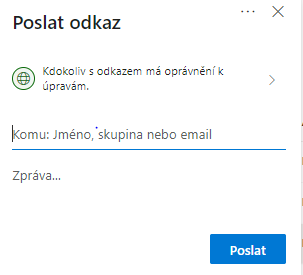 Poslat odkaz
Kdokoliv s odkazem má oprávnění k
úpravám.
Komu: Jméno, skupina nebo email
Zpráva...
Poslat